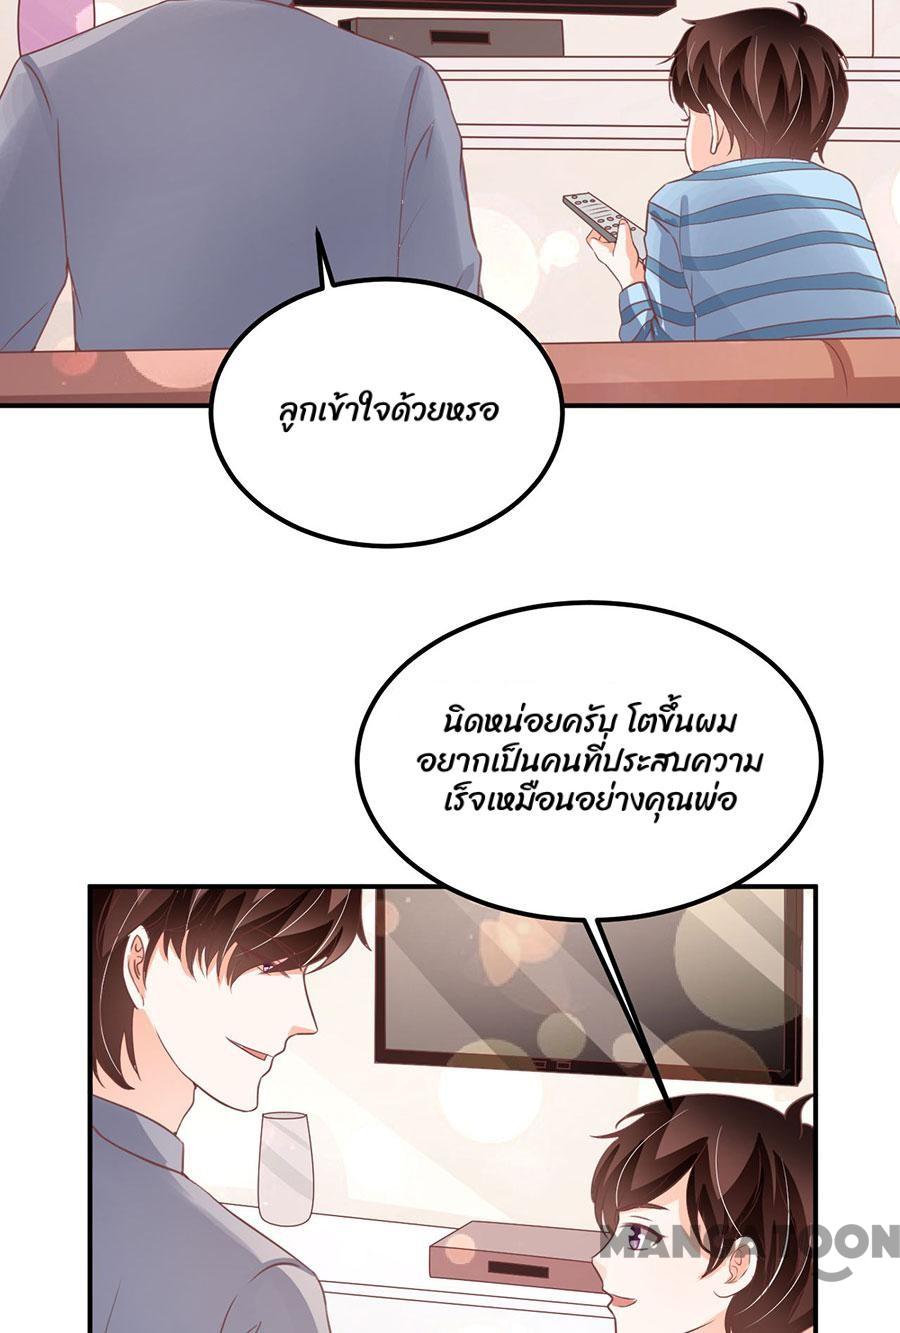 ลูกเข้าใจด้วยหรอ
นิดหน่อยครับ โตขึ้นผม
อยากเป็นคนที่ประสบความ
เร็จเหมือนอย่างคุณพ่อ
MANGATOON